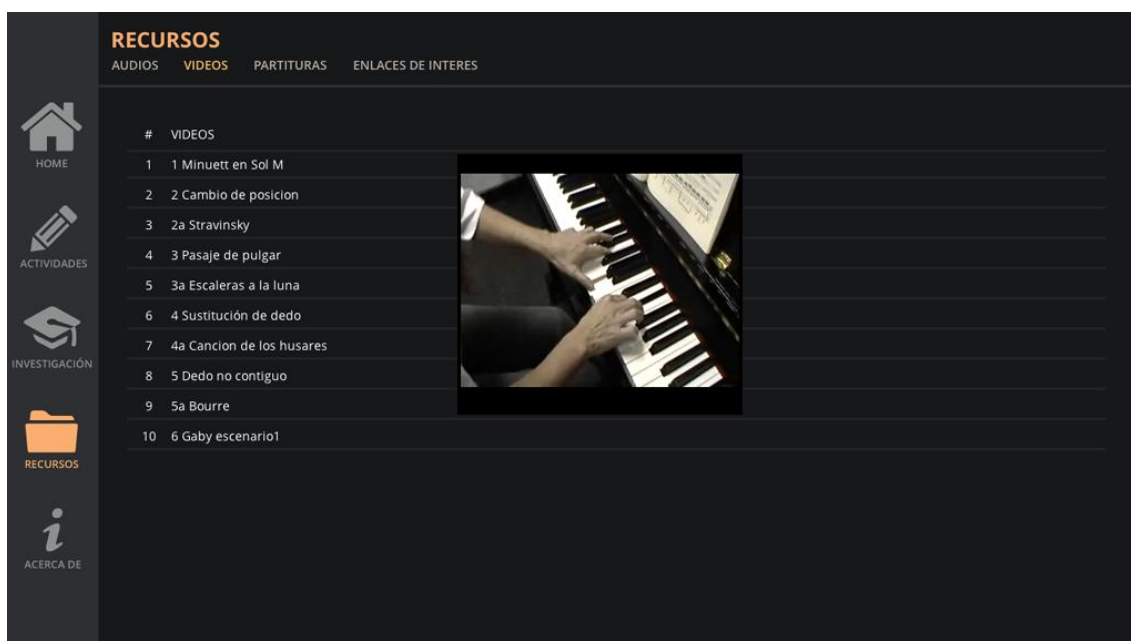 RECURSOS
AUDIOS VIDEOS PARTITURAS ENLACES DE INTERES
HOME
ACTIVIDADES
INVESTIGACIÓN
RECURSOS
ACERCA DE
# VIDEOS
1 1 Minuett en Sol M
2 2 Cambio de posicion
3 2a Stravinsky
4 3 Pasaje de pulgar
5 3a Escaleras a la luna
6 4 Sustitución de dedo
7 4a Cancion de los husares
8 5 Dedo no contiguo
9 5a Bourre
10 6 Gaby escenario1